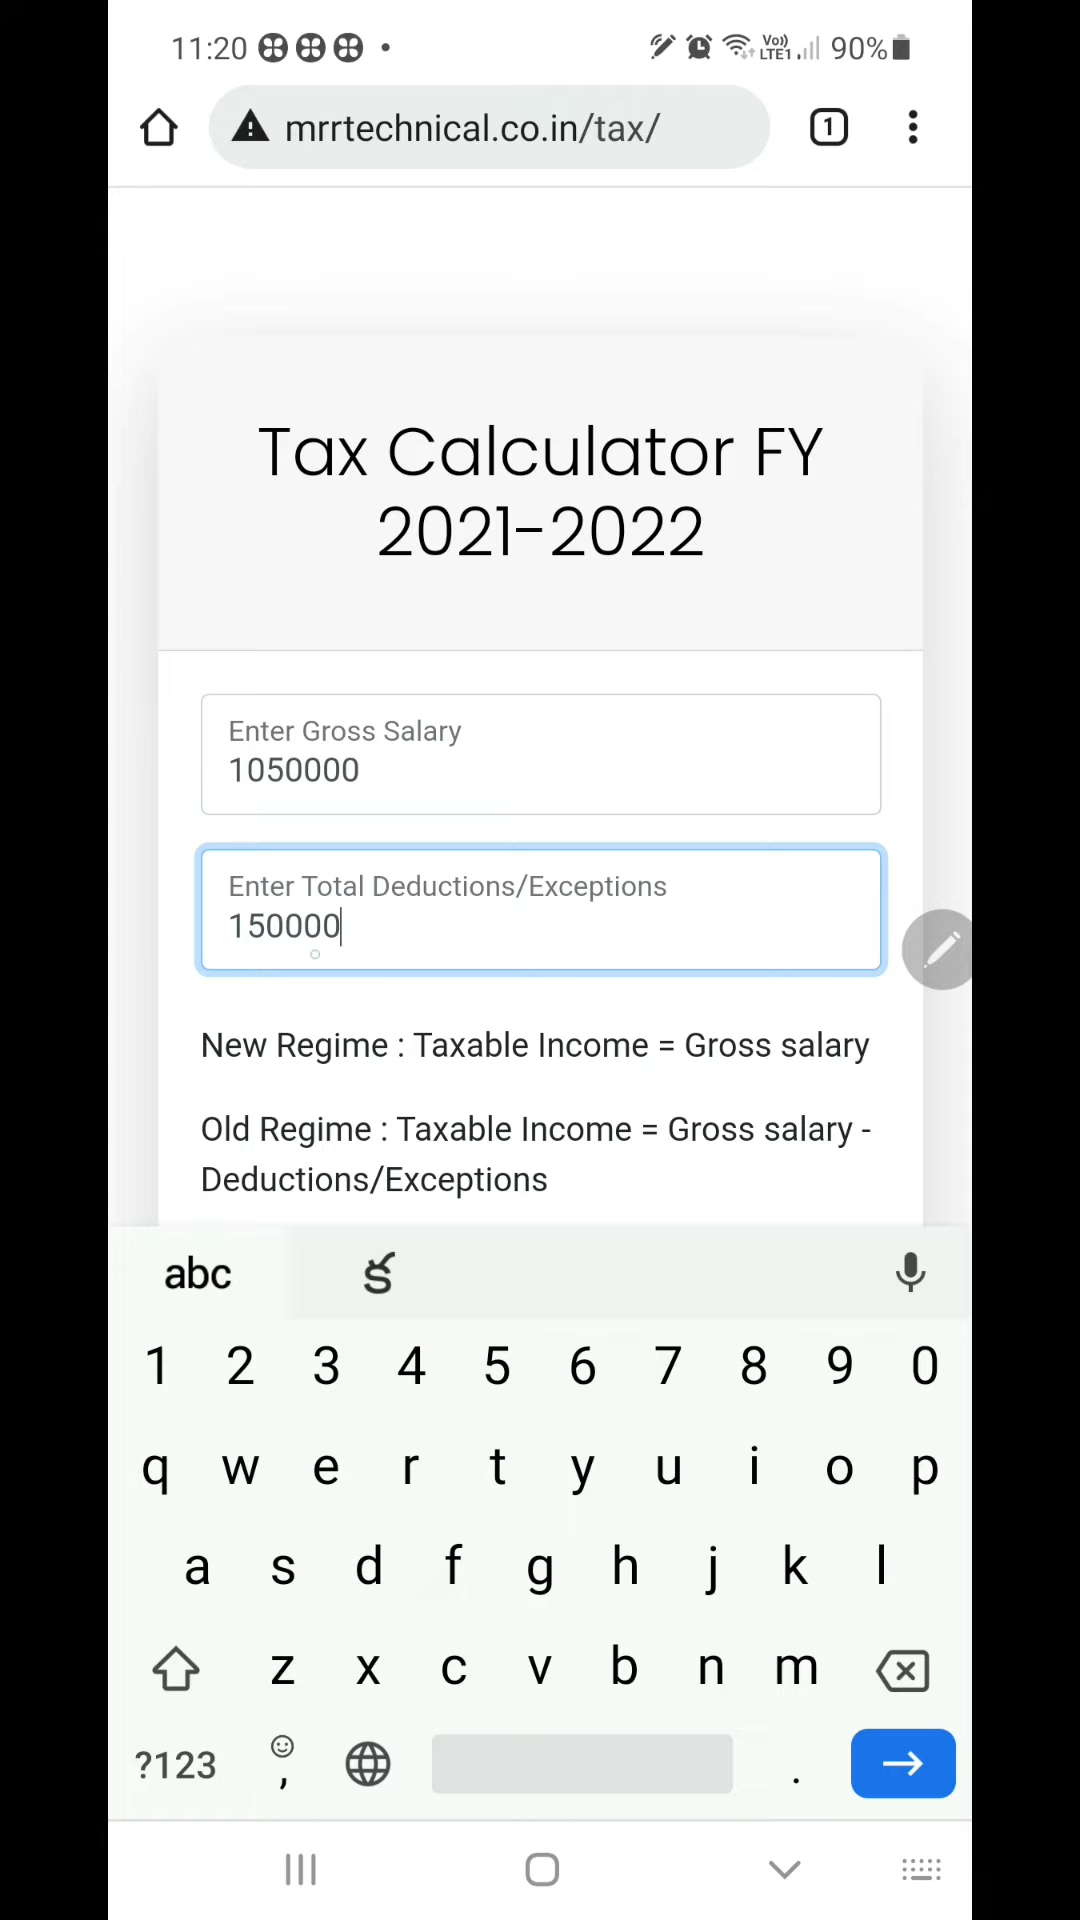 11:20 Vo)) LTE1 90%
mrrtechnical.co.in/tax/ 1
Tax Calculator FY
2021-2022
Enter Gross Salary
1050000
Enter Total Deductions/Exceptions
150000
New Regime : Taxable Income = Gross salary
Old Regime : Taxable Income = Gross salary -
Deductions/Exceptions
abc క
1 2 3 4 5 6 7 8 9 0
q w e r t y u i o p
a s d f g h j k l
z x c v b n m
?123 , .